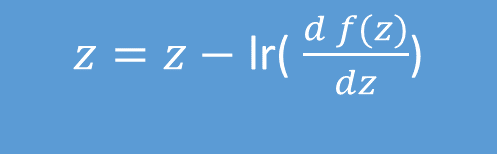 z = z − lr( d f(z) / dz )